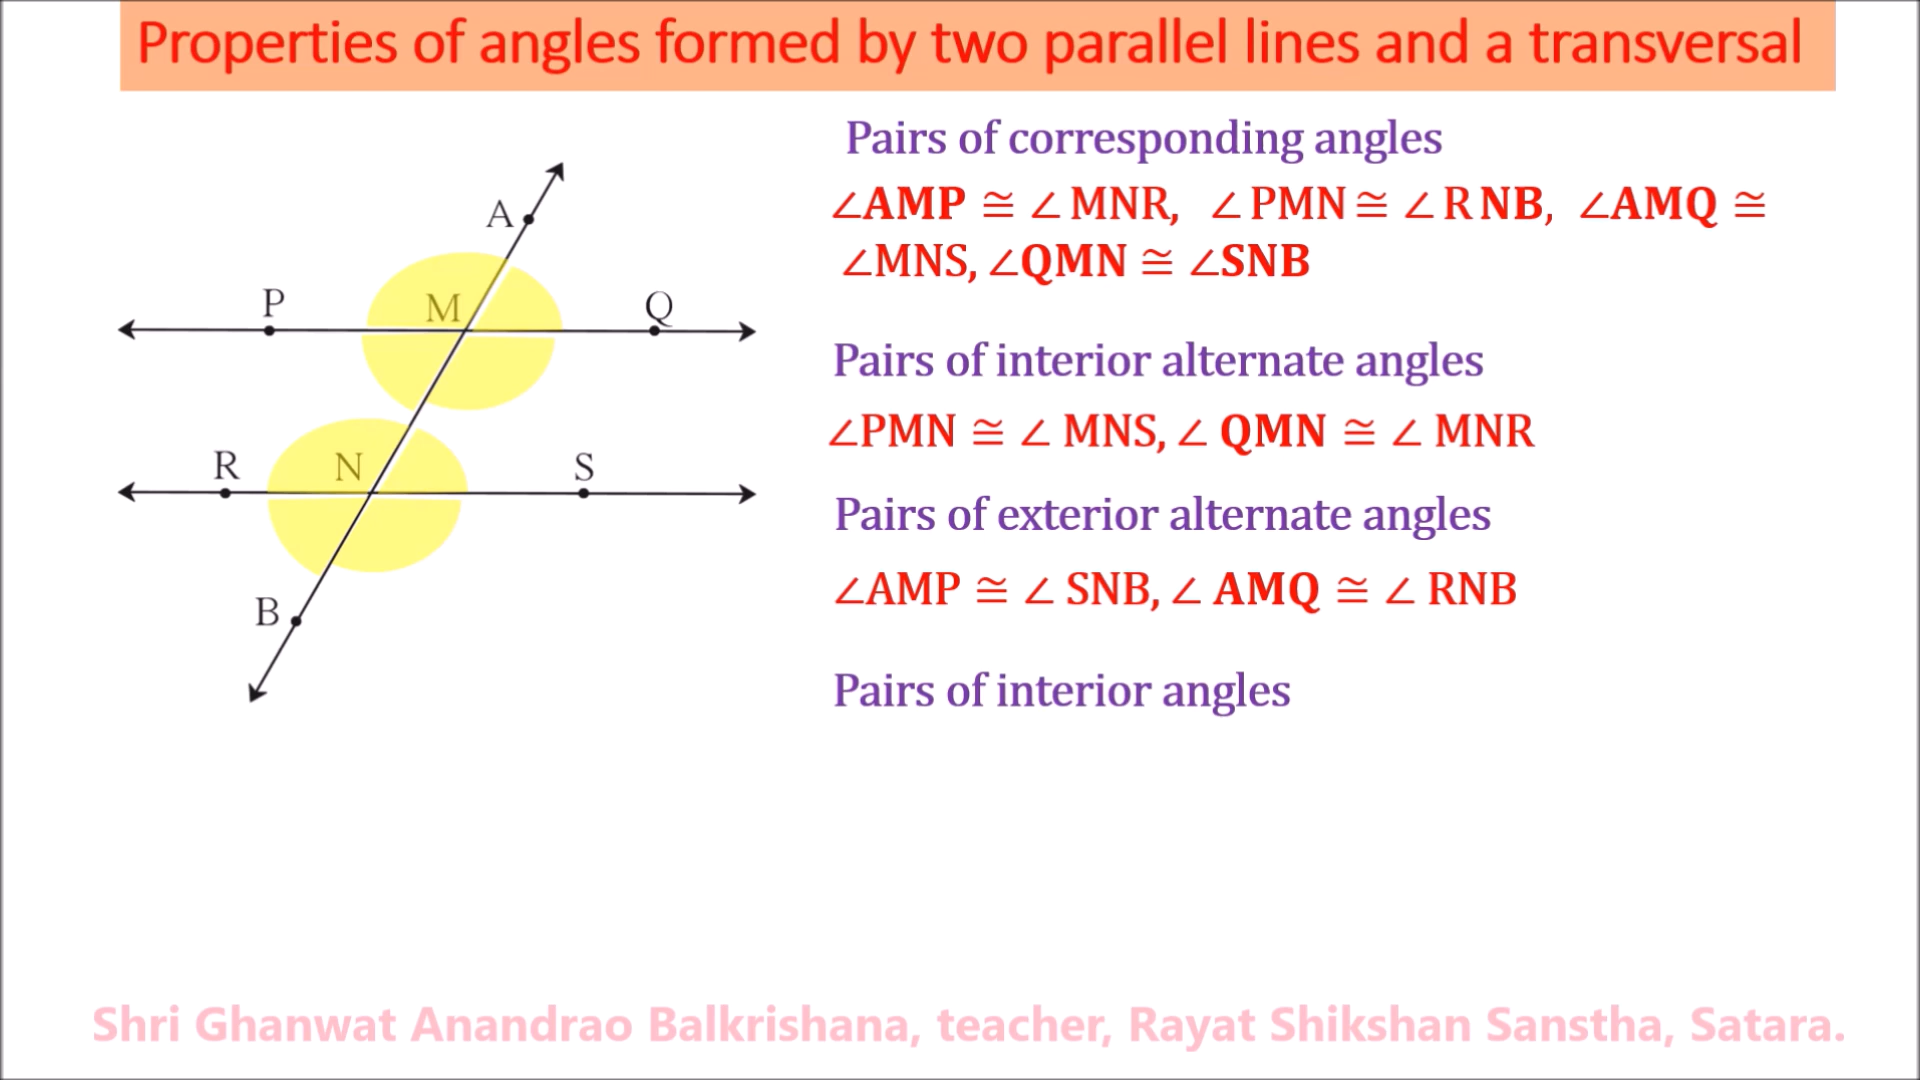 Properties of angles formed by two parallel lines and a transversal
Pairs of corresponding angles
∠AMP ≅ ∠MNR, ∠PMN ≅ ∠RNB, ∠AMQ ≅
∠MNS, ∠QMN ≅ ∠SNB
Pairs of interior alternate angles
∠PMN ≅ ∠MNS, ∠QMN ≅ ∠MNR
Pairs of exterior alternate angles
∠AMP ≅ ∠SNB, ∠AMQ ≅ ∠RNB
Pairs of interior angles
A
P
M
Q
R
N
S
B
Shri Ghanwat Anandrao Balkrishana, teacher, Rayat Shikshan Sanstha, Satara.